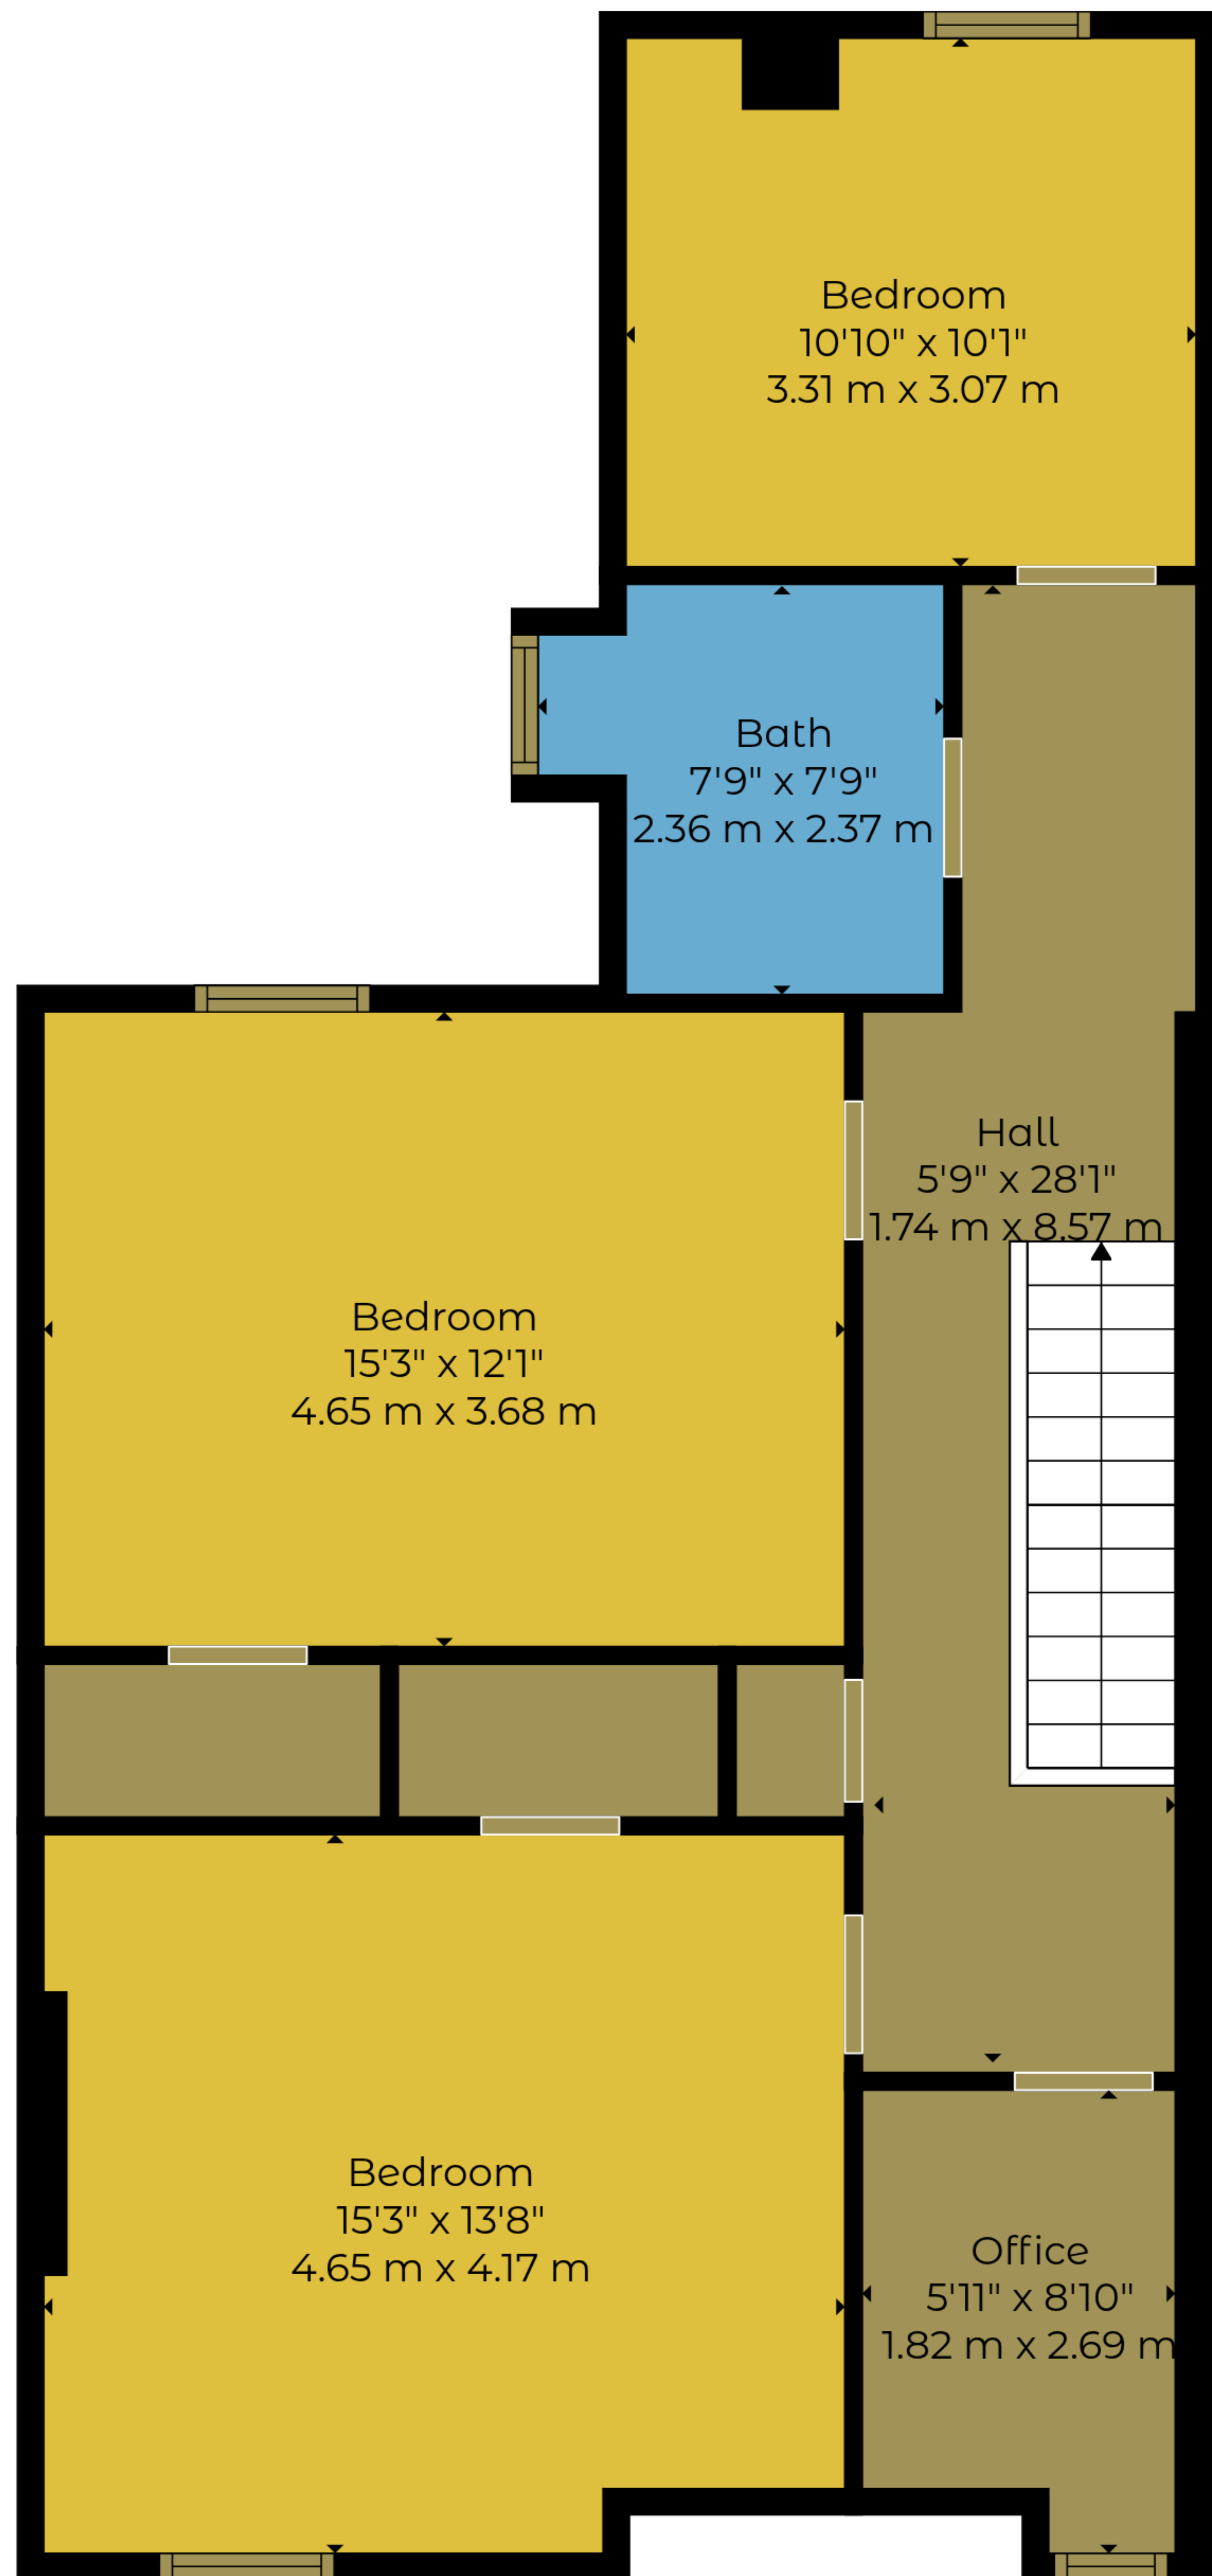 Bedroom
10'10" x 10'1"
3.31 m x 3.07 m
Bath
7'9" x 7'9"
2.36 m x 2.37 m
Hall
5'9" x 28'1"
1.74 m x 8.57 m
Bedroom
15'3" x 12'1"
4.65 m x 3.68 m
Bedroom
15'3" x 13'8"
4.65 m x 4.17 m
Office
5'11" x 8'10"
1.82 m x 2.69 m